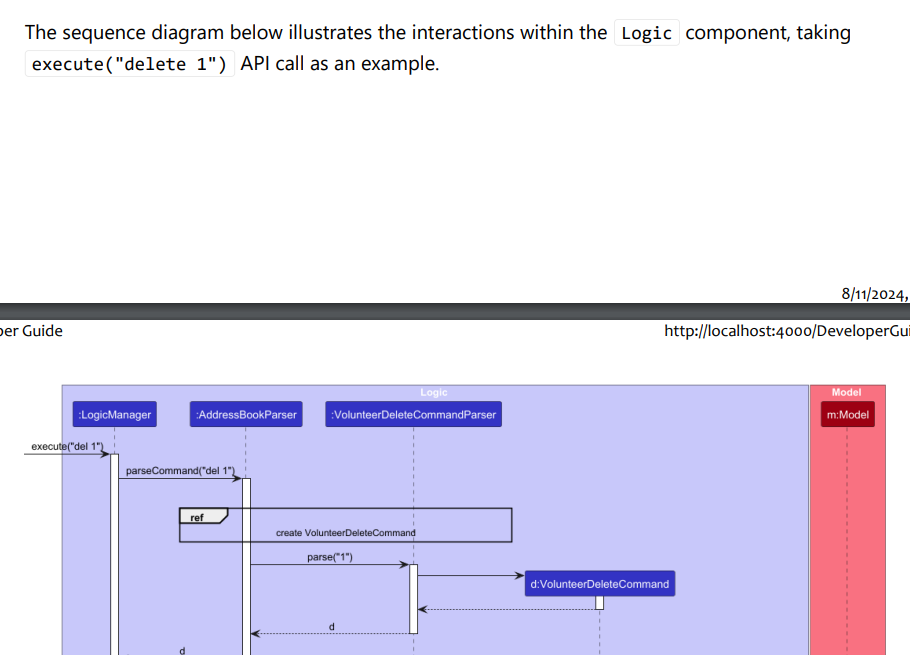 The sequence diagram below illustrates the interactions within the Logic component, taking
execute("delete 1") API call as an example.
8/11/2024,
per Guide
http://localhost:4000/DeveloperGui
Logic
Model
:LogicManager
:AddressBookParser
:VolunteerDeleteCommandParser
m:Model
execute("del 1")
parseCommand("del 1")
ref
create VolunteerDeleteCommand
parse("1")
d:VolunteerDeleteCommand
d
d